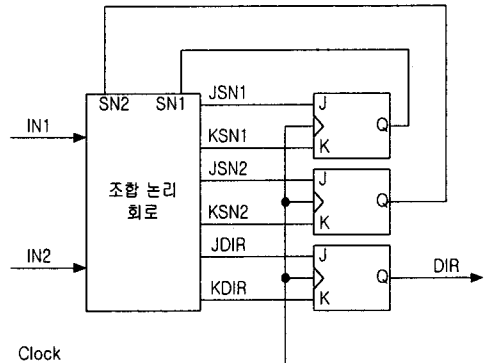 SN2 SN1
IN1
IN2
조합 논리
회로
JSN1
KSN1
JSN2
KSN2
JDIR
KDIR
J
K
Q
J
K
Q
J
K
Q
DIR
Clock